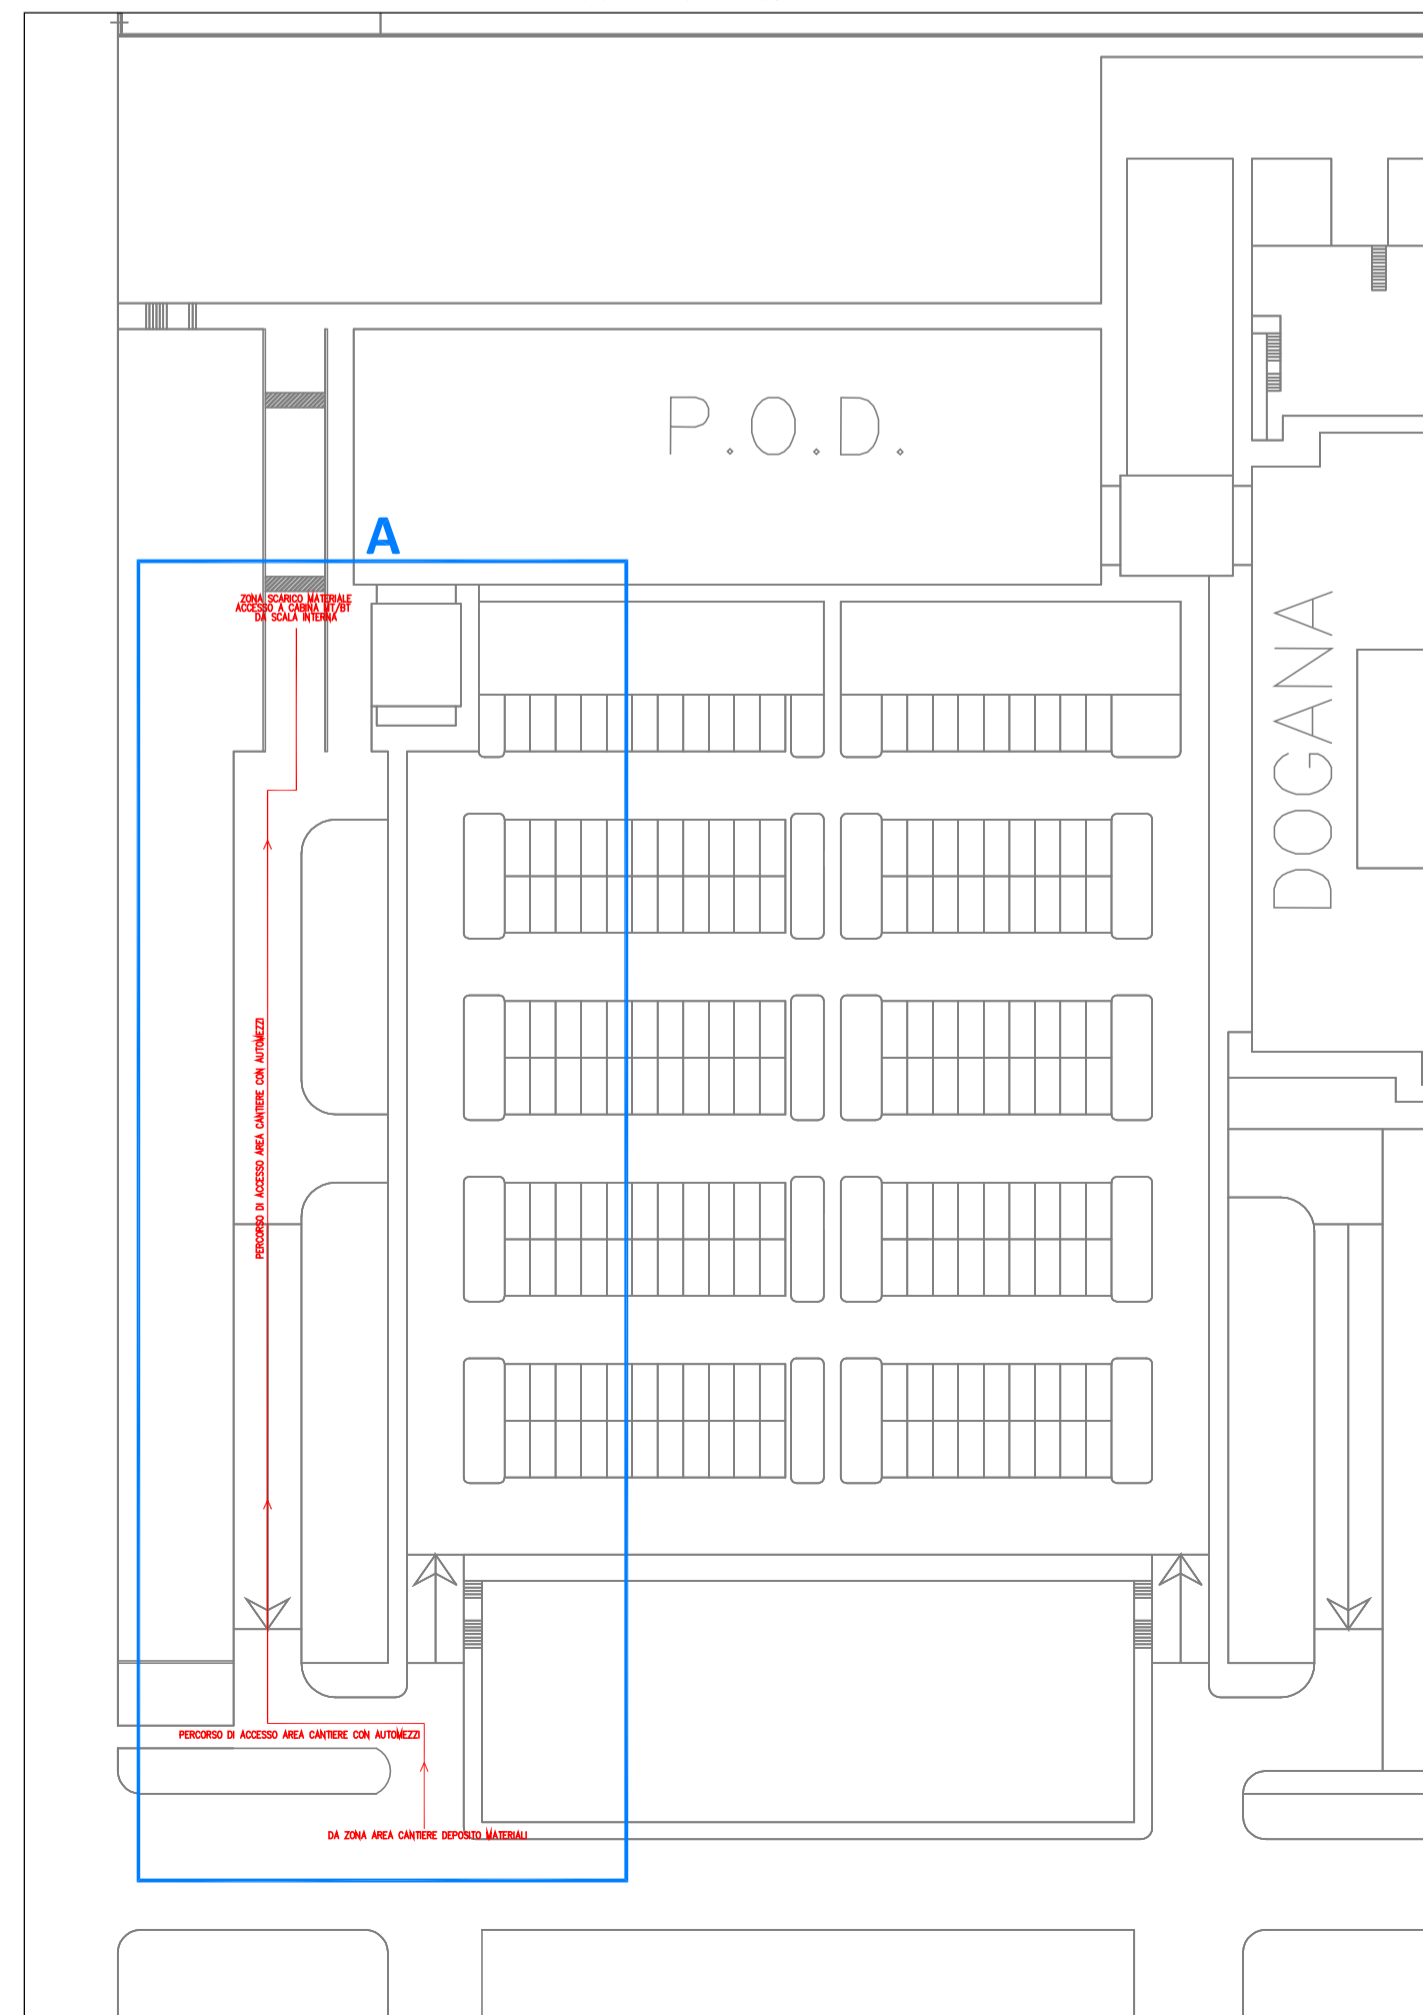 P.O.D.
A
ZONA SCARICO MATERIALE
ACCESSO A CABINA MT/BT
DA SCALA INTERNA
DOGANA
PERCORSO DI ACCESSO AREA CANTIERE CON AUTOMEZZI
PERCORSO DI ACCESSO AREA CANTIERE CON AUTOMEZZI
DA ZONA AREA CANTIERE DEPOSITO MATERIALI